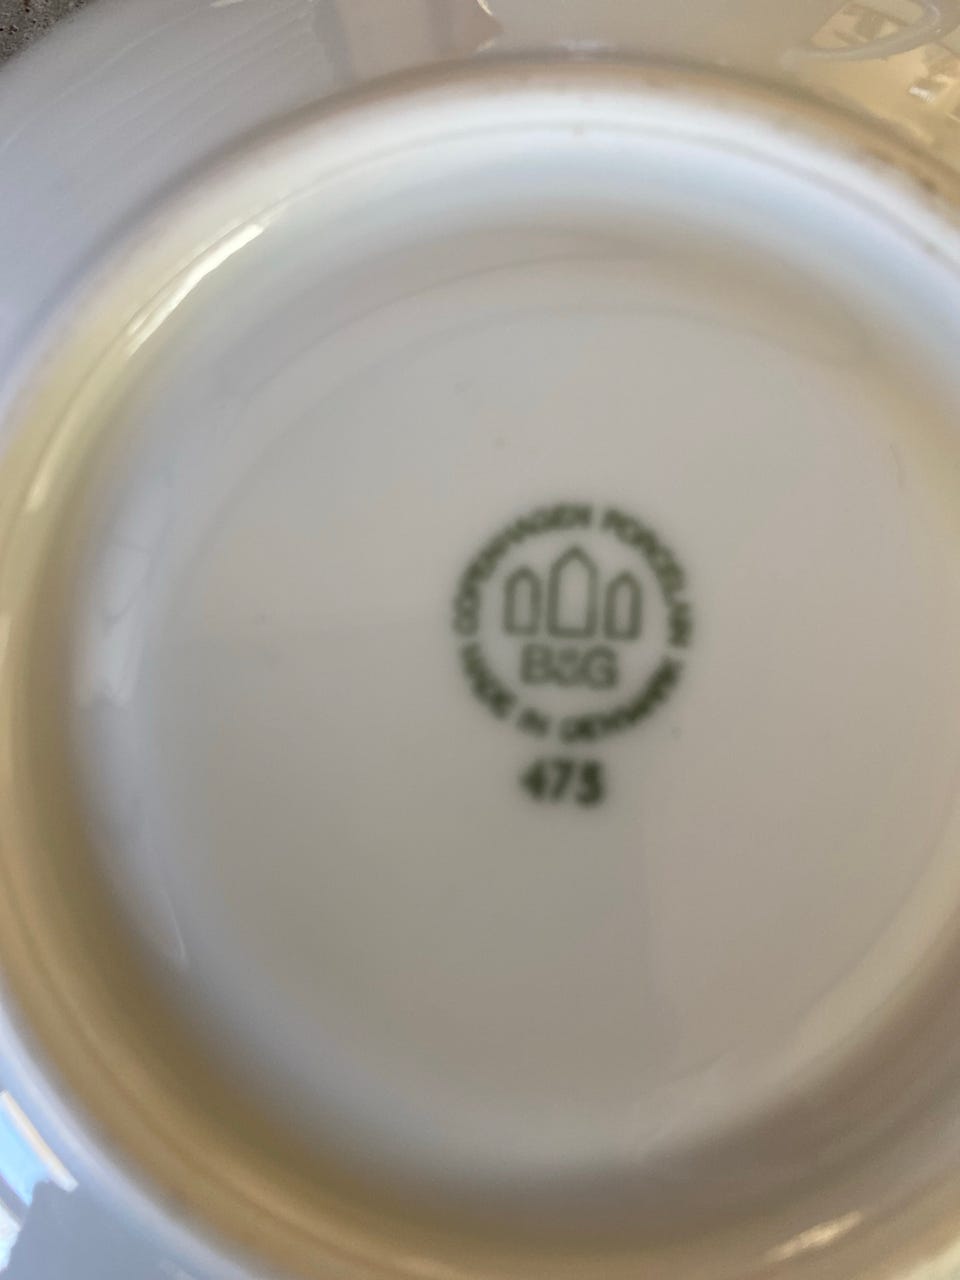 COPENHAGEN PORCELAIN
B&G
MADE IN DENMARK
475